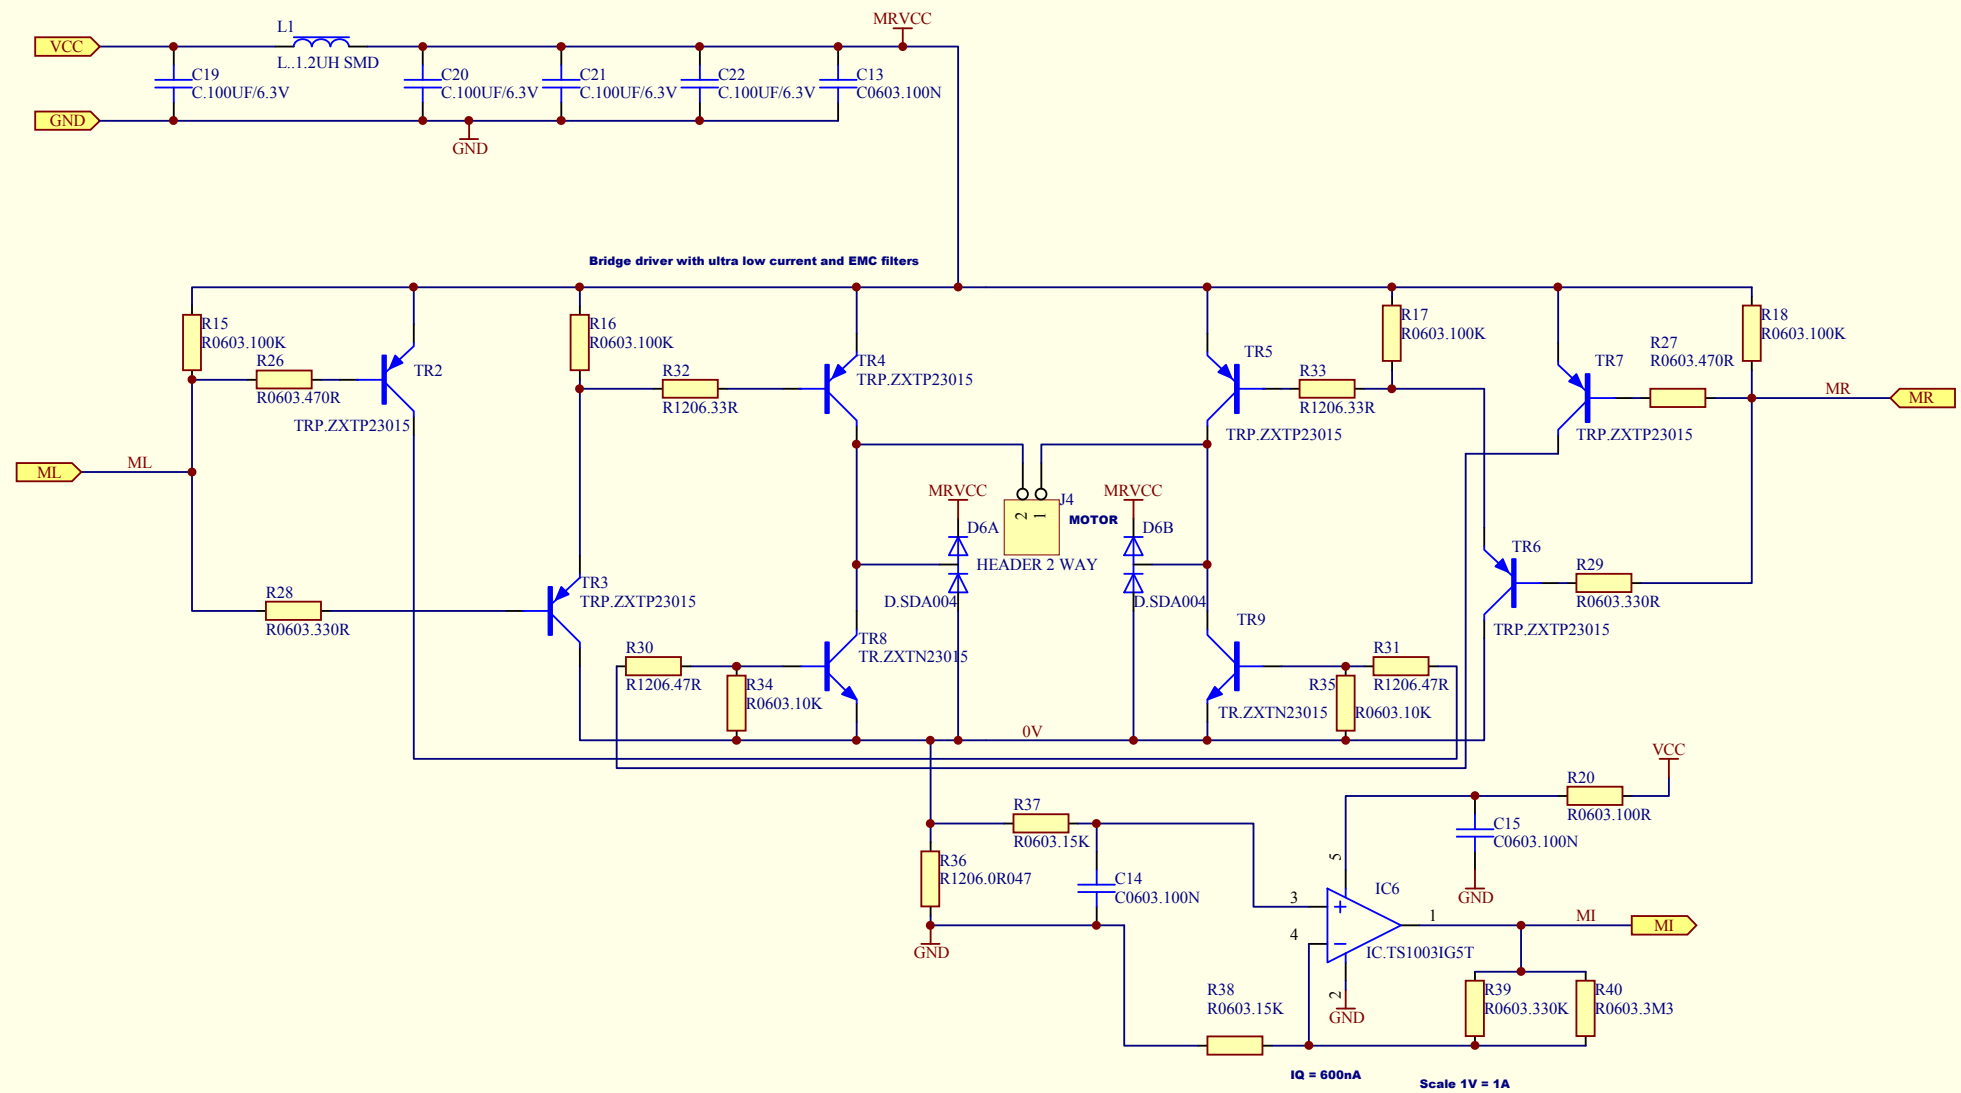 MRVCC
L1
VCC
L..1.2UH SMD
C19
C.100UF/6.3V
C20
C.100UF/6.3V
C21
C.100UF/6.3V
C22
C.100UF/6.3V
C13
C0603.100N
GND
GND
Bridge driver with ultra low current and EMC filters
R15
R0603.100K
R26
R0603.470R
TR2
TRP.ZXTP23015
R16
R0603.100K
R32
R1206.33R
TR4
TRP.ZXTP23015
TR5
TRP.ZXTP23015
R33
R1206.33R
R17
R0603.100K
TR7
TRP.ZXTP23015
R27
R0603.470R
R18
R0603.100K
MR
MR
ML
ML
MRVCC
D6A
D.SDA004
2
1
J4
MOTOR
HEADER 2 WAY
MRVCC
D6B
D.SDA004
R28
R0603.330R
TR3
TRP.ZXTP23015
TR6
TRP.ZXTP23015
R29
R0603.330R
R30
R1206.47R
R34
R0603.10K
TR8
TR.ZXTN23015
TR9
TR.ZXTN23015
R35
R0603.10K
R31
R1206.47R
0V
VCC
R20
R0603.100R
R37
R0603.15K
C15
C0603.100N
GND
R36
R1206.0R047
C14
C0603.100N
GND
5
3
+
4
-
IC6
1
IC.TS1003IG5T
2
GND
MI
MI
R38
R0603.15K
R39
R0603.330K
R40
R0603.3M3
IQ = 600nA
Scale 1V = 1A